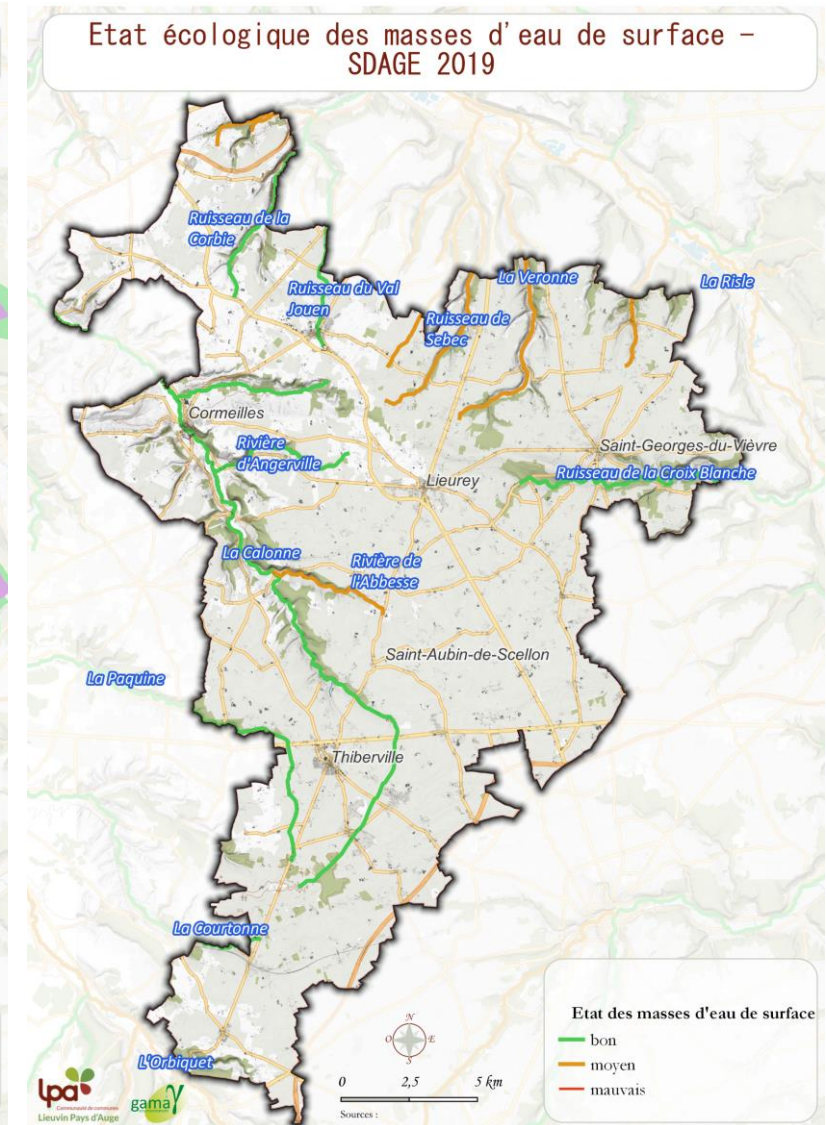 Etat écologique des masses d'eau de surface –
SDAGE 2019
Ruisseau de la
Corbie
Ruisseau du Val
Jouen
La Veronne
La Risle
Ruisseau de
Sebec
Cormeilles
Rivière
d'Angerville
Saint-Georges-du-Vièvre
Lieurey
Ruisseau de la Croix Blanche
La Calonne
Rivière de
l'Abbesse
Saint-Aubin-de-Scellon
La Paquine
Thiberville
La Courtonne
L'Orbiquet
Etat des masses d'eau de surface
bon
moyen
mauvais
N
O
E
S
0 2,5 5 km
Sources :
lpa
Communauté de communes
Lieuvin Pays d'Auge
gama